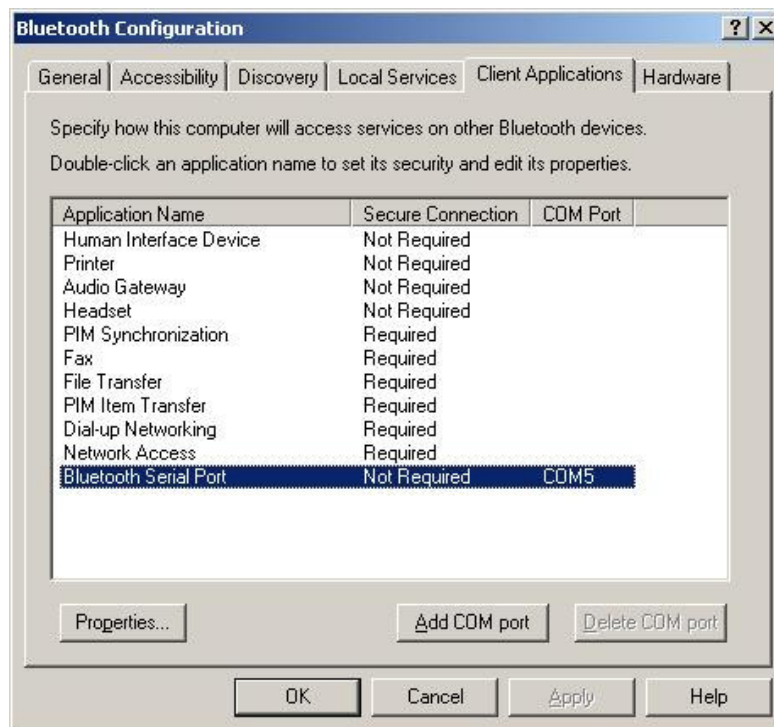 Bluetooth Configuration
General Accessibility Discovery Local Services Client Applications Hardware
Specify how this computer will access services on other Bluetooth devices.
Double-click an application name to set its security and edit its properties.
Application Name Secure Connection COM Port
Human Interface Device Not Required
Printer Not Required
Audio Gateway Not Required
Headset Not Required
PIM Synchronization Required
Fax Required
File Transfer Required
PIM Item Transfer Required
Dial-up Networking Required
Network Access Required
Bluetooth Serial Port Not Required COM5
Properties... Add COM port Delete COM port
OK Cancel Apply Help